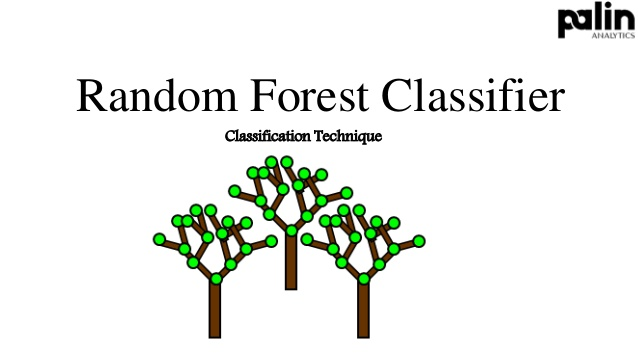 palin
ANALYTICS
Random Forest Classifier
Classification Technique